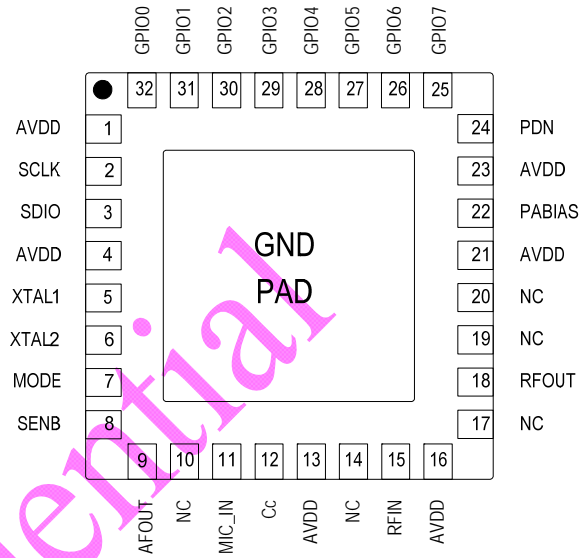 GPIO0 GPIO1 GPIO2 GPIO3 GPIO4 GPIO5 GPIO6 GPIO7
32 31 30 29 28 27 26 25
AVDD 1 24 PDN
SCLK 2 23 AVDD
SDIO 3 22 PABIAS
AVDD 4 21 AVDD
XTAL1 5 20 NC
XTAL2 6 19 NC
MODE 7 18 RFOUT
SENB 8 17 NC
GND
PAD
9 10 11 12 13 14 15 16
AFOUT NC MIC_IN Cc AVDD NC RFIN AVDD
dential